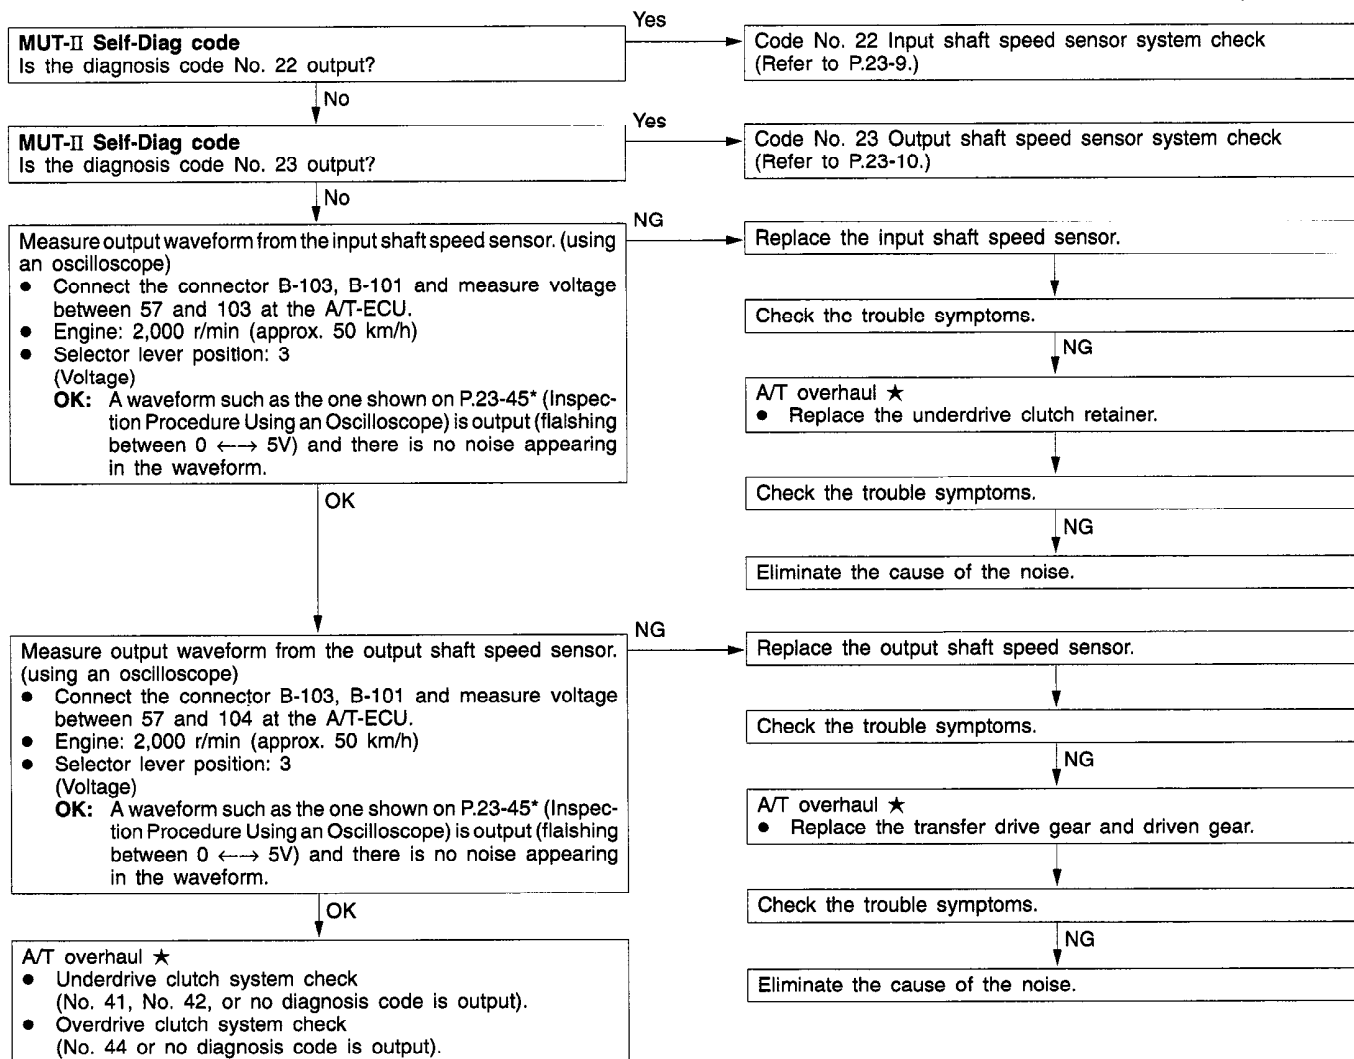 MUT-II Self-Diag code
Is the diagnosis code No. 22 output?
Yes
Code No. 22 Input shaft speed sensor system check
(Refer to P.23-9.)
No
MUT-II Self-Diag code
Is the diagnosis code No. 23 output?
Yes
Code No. 23 Output shaft speed sensor system check
(Refer to P.23-10.)
No
Measure output waveform from the input shaft speed sensor. (using
an oscilloscope)
● Connect the connector B-103, B-101 and measure voltage
between 57 and 103 at the A/T-ECU.
● Engine: 2,000 r/min (approx. 50 km/h)
● Selector lever position: 3
(Voltage)
OK: A waveform such as the one shown on P.23-45* (Inspec-
tion Procedure Using an Oscilloscope) is output (flalshing
between 0 ←→ 5V) and there is no noise appearing
in the waveform.
NG
Replace the input shaft speed sensor.
Check the trouble symptoms.
NG
A/T overhaul ★
● Replace the underdrive clutch retainer.
Check the trouble symptoms.
NG
Eliminate the cause of the noise.
OK
Measure output waveform from the output shaft speed sensor.
(using an oscilloscope)
● Connect the connector B-103, B-101 and measure voltage
between 57 and 104 at the A/T-ECU.
● Engine: 2,000 r/min (approx. 50 km/h)
● Selector lever position: 3
(Voltage)
OK: A waveform such as the one shown on P.23-45* (Inspec-
tion Procedure Using an Oscilloscope) is output (flalshing
between 0 ←→ 5V) and there is no noise appearing
in the waveform.
NG
Replace the output shaft speed sensor.
Check the trouble symptoms.
NG
A/T overhaul ★
● Replace the transfer drive gear and driven gear.
Check the trouble symptoms.
NG
Eliminate the cause of the noise.
OK
A/T overhaul ★
● Underdrive clutch system check
(No. 41, No. 42, or no diagnosis code is output).
● Overdrive clutch system check
(No. 44 or no diagnosis code is output).